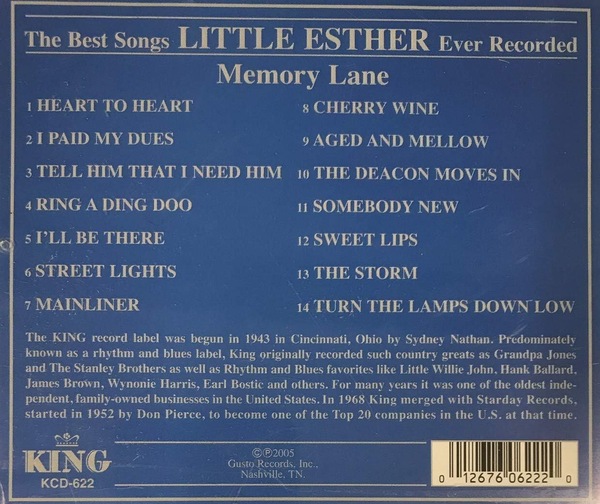 The Best Songs LITTLE ESTHER Ever Recorded
Memory Lane
1 HEART TO HEART
2 I PAID MY DUES
3 TELL HIM THAT I NEED HIM
4 RING A DING DOO
5 I'LL BE THERE
6 STREET LIGHTS
7 MAINLINER
8 CHERRY WINE
9 AGED AND MELLOW
10 THE DEACON MOVES IN
11 SOMEBODY NEW
12 SWEET LIPS
13 THE STORM
14 TURN THE LAMPS DOWN LOW
The KING record label was begun in 1943 in Cincinnati, Ohio by Sydney Nathan. Predominately
known as a rhythm and blues label, King originally recorded such country greats as Grandpa Jones
and The Stanley Brothers as well as Rhythm and Blues favorites like Little Willie John, Hank Ballard,
James Brown, Wynonie Harris, Earl Bostic and others. For many years it was one of the oldest inde-
pendent, family-owned businesses in the United States. In 1968 King merged with Starday Records,
started in 1952 by Don Pierce, to become one of the Top 20 companies in the U.S. at that time.
KING
KCD-622
©℗2005
Gusto Records, Inc.,
Nashville, TN.
0 12676 06222 0